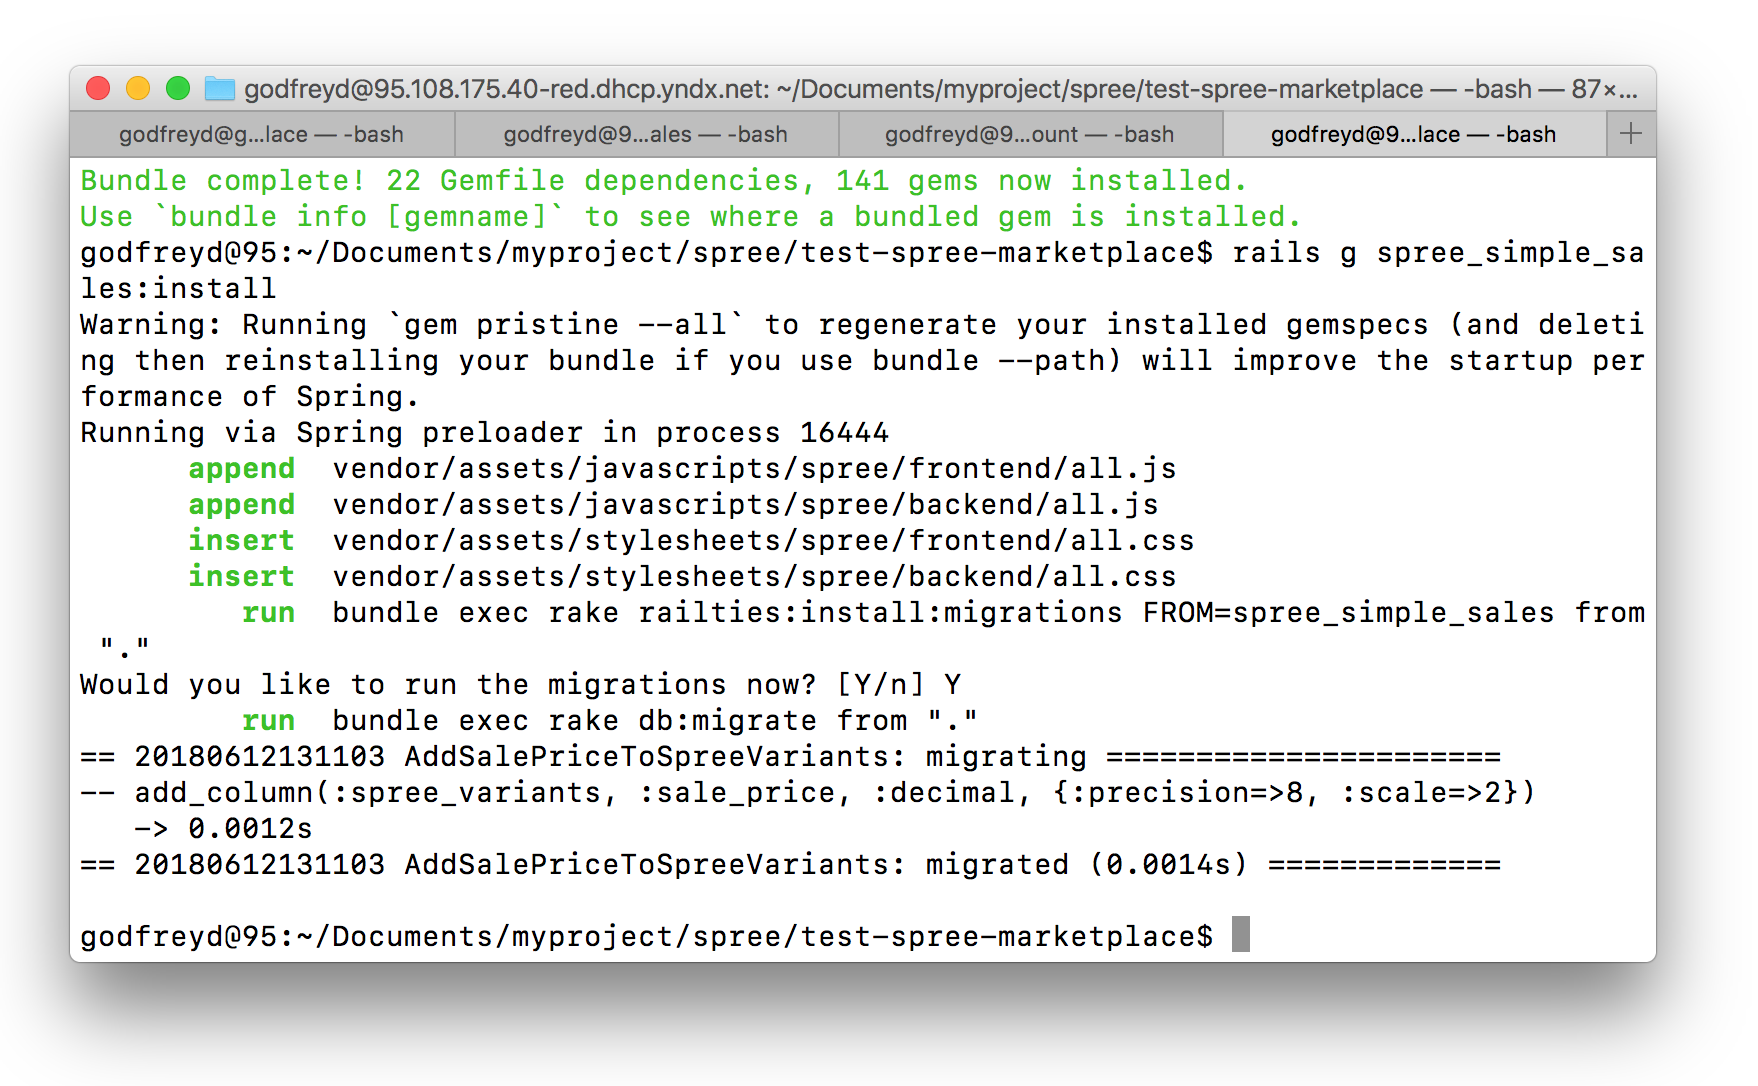 godfreyd@95.108.175.40-red.dhcp.yndx.net: ~/Documents/myproject/spree/test-spree-marketplace — -bash — 87×...
godfreyd@g...lace — -bash godfreyd@9...ales — -bash godfreyd@9...ount — -bash godfreyd@9...lace — -bash +
Bundle complete! 22 Gemfile dependencies, 141 gems now installed.
Use `bundle info [gemname]` to see where a bundled gem is installed.
godfreyd@95:~/Documents/myproject/spree/test-spree-marketplace$ rails g spree_simple_sa
les:install
Warning: Running `gem pristine --all` to regenerate your installed gemspecs (and deleti
ng then reinstalling your bundle if you use bundle --path) will improve the startup per
formance of Spring.
Running via Spring preloader in process 16444
      append  vendor/assets/javascripts/spree/frontend/all.js
      append  vendor/assets/javascripts/spree/backend/all.js
      insert  vendor/assets/stylesheets/spree/frontend/all.css
      insert  vendor/assets/stylesheets/spree/backend/all.css
         run  bundle exec rake railties:install:migrations FROM=spree_simple_sales from
 "."
Would you like to run the migrations now? [Y/n] Y
         run  bundle exec rake db:migrate from "."
== 20180612131103 AddSalePriceToSpreeVariants: migrating ======================
-- add_column(:spree_variants, :sale_price, :decimal, {:precision=>8, :scale=>2})
   -> 0.0012s
== 20180612131103 AddSalePriceToSpreeVariants: migrated (0.0014s) =============
godfreyd@95:~/Documents/myproject/spree/test-spree-marketplace$